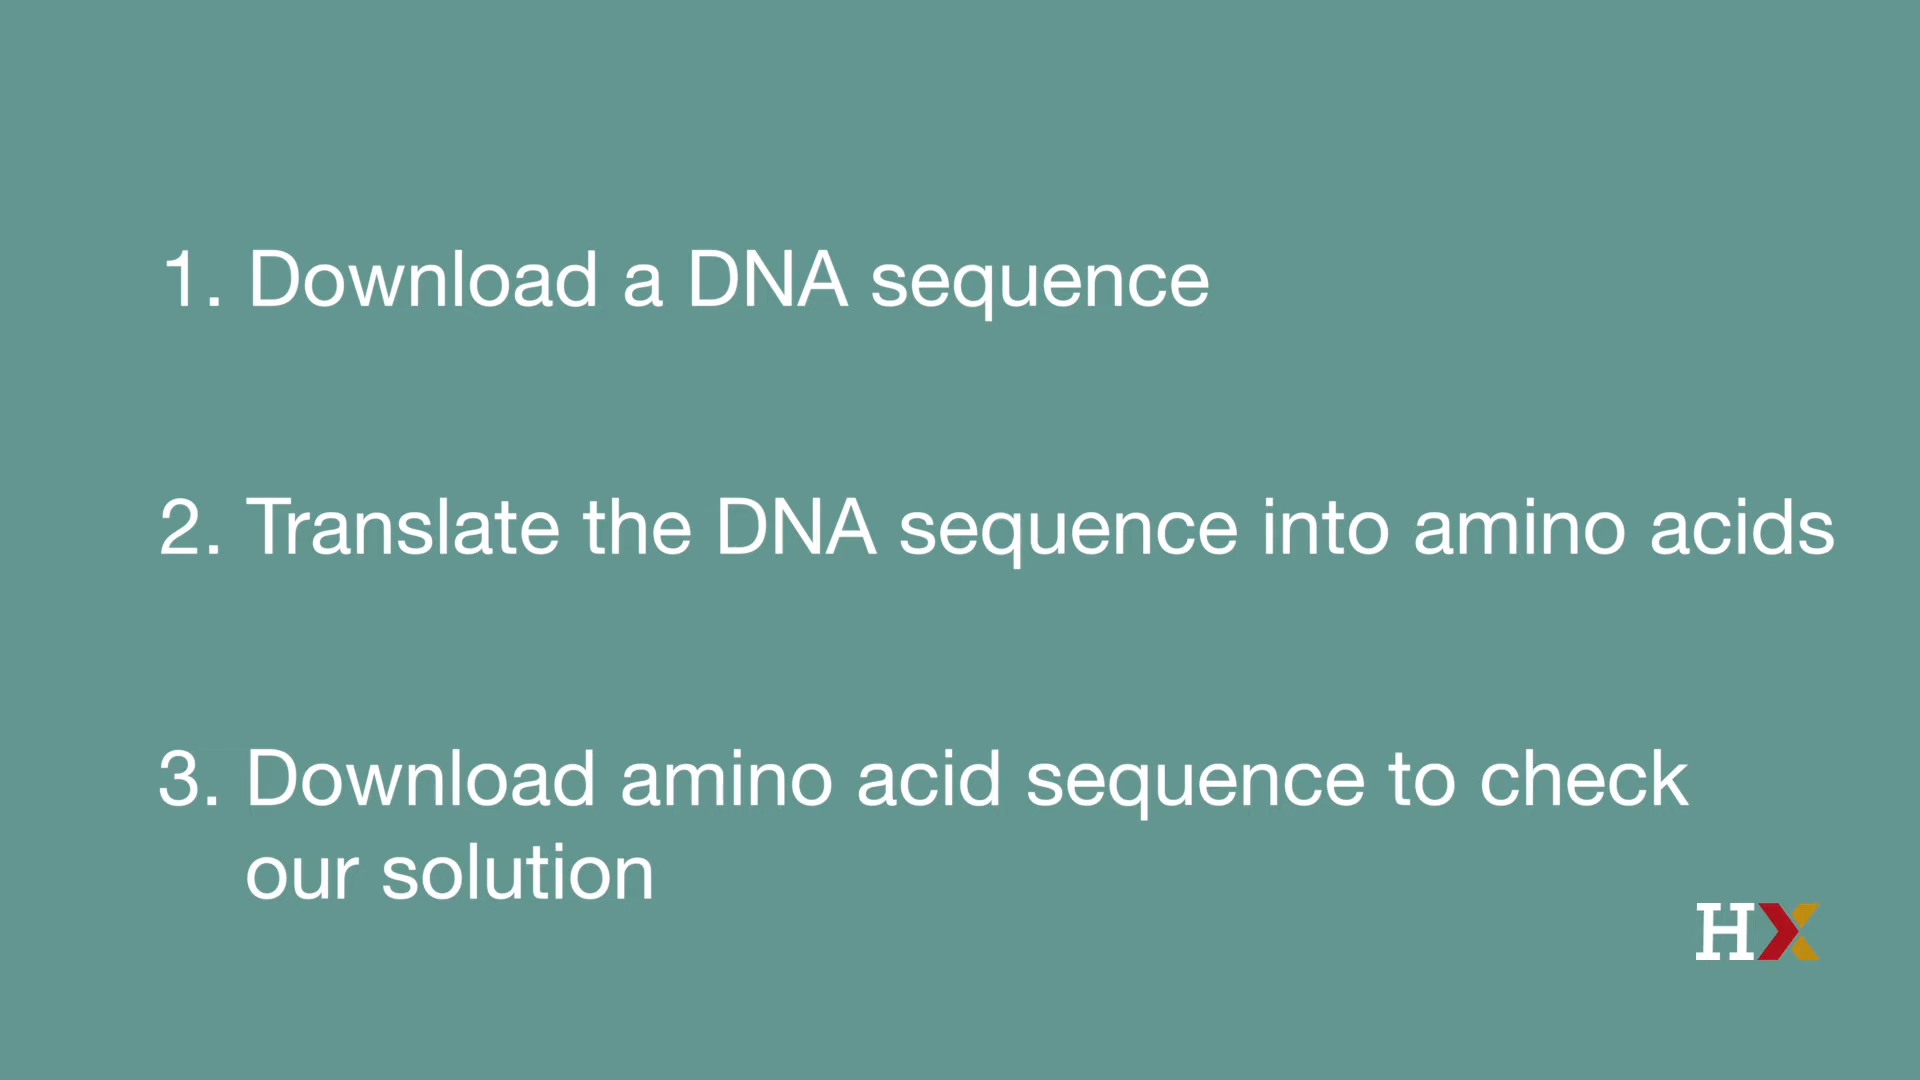 1. Download a DNA sequence
2. Translate the DNA sequence into amino acids
3. Download amino acid sequence to check
our solution
HX